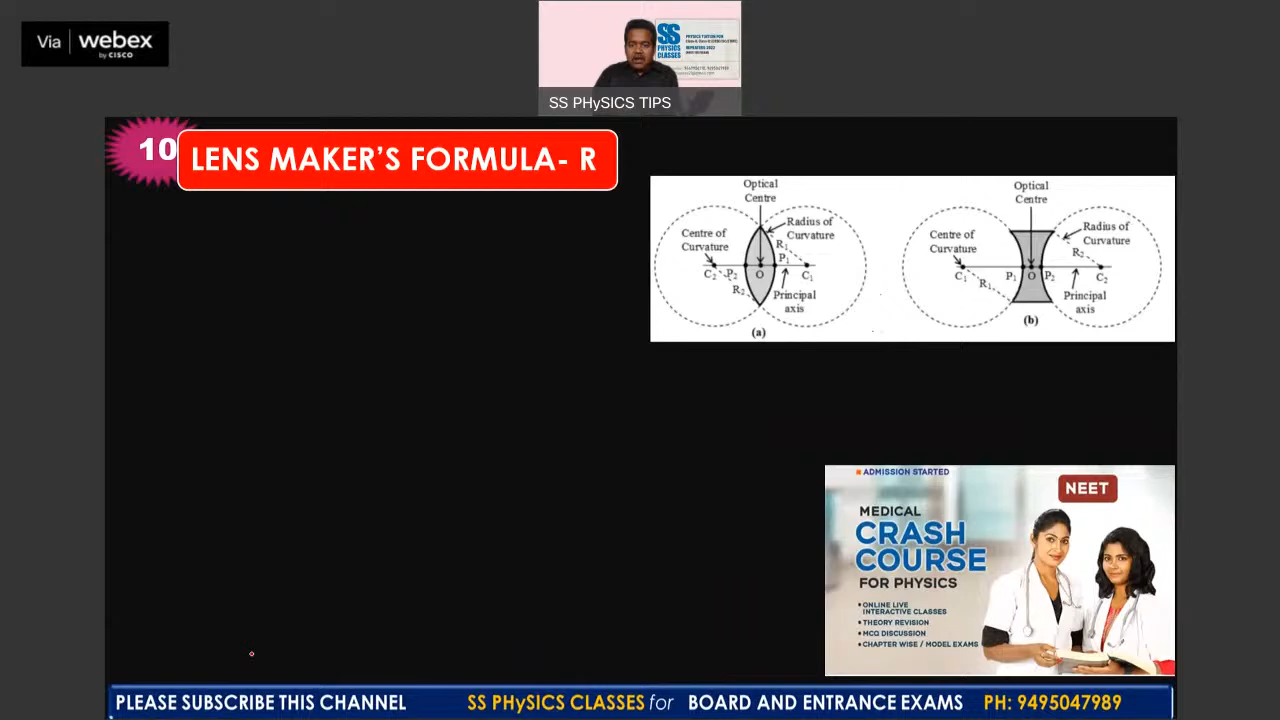 Via webex
by CISCO
SS
PHYSICS
CLASSES
SS PHySICS TIPS
10
LENS MAKER'S FORMULA- R
Optical
Centre
Radius of
Curvature
Centre of
Curvature
R₁
P₁
C₂
P₂
O
C₁
R₂
Principal
axis
(a)
Optical
Centre
Centre of
Curvature
Radius of
Curvature
R₂
C₁
P₁
O
P₂
C₂
R₁
Principal
axis
(b)
ADMISSION STARTED
NEET
MEDICAL
CRASH
COURSE
FOR PHYSICS
• ONLINE LIVE
INTERACTIVE CLASSES
• THEORY REVISION
• MCQ DISCUSSION
• CHAPTER WISE / MODEL EXAMS
PLEASE SUBSCRIBE THIS CHANNEL SS PHySICS CLASSES for BOARD AND ENTRANCE EXAMS PH: 9495047989